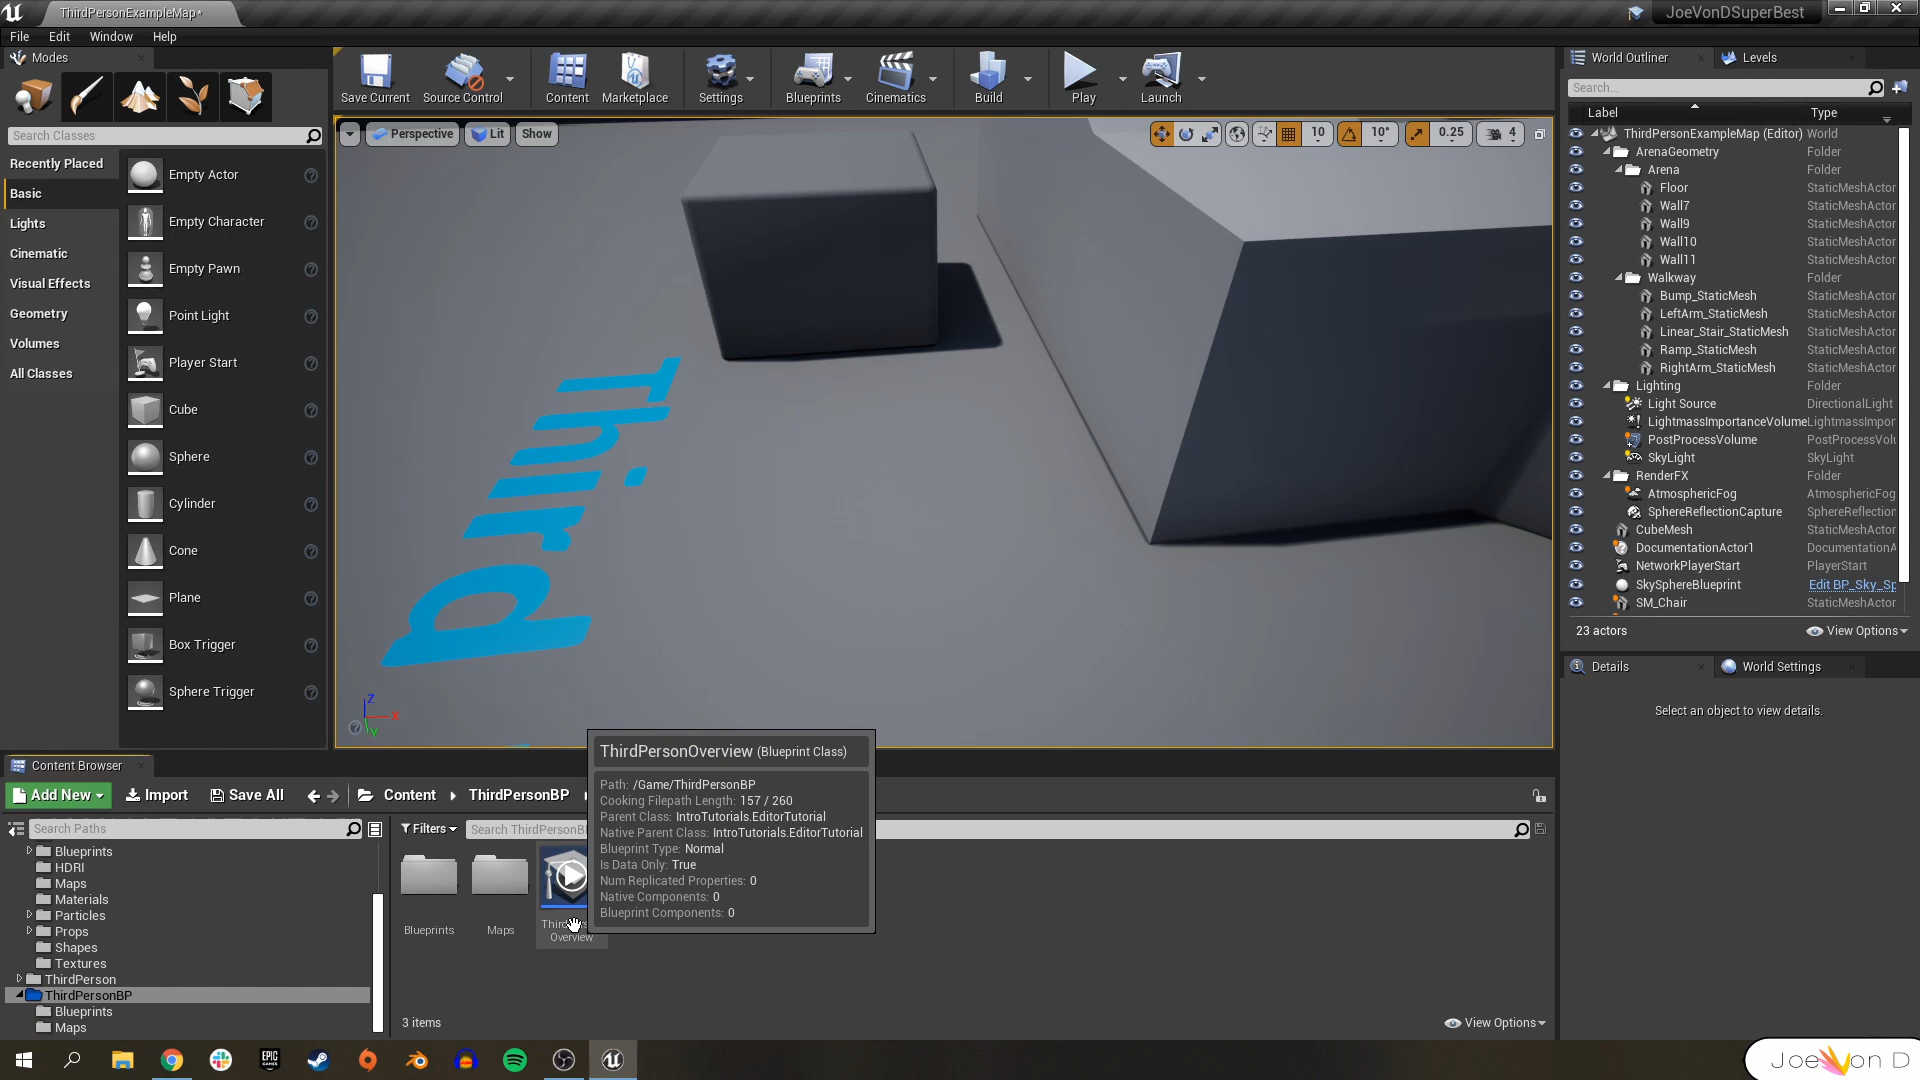 ThirdPersonExampleMap*
JoeVonDSuperBest
File Edit Window Help
Modes
Search Classes
Recently Placed
Basic
Lights
Cinematic
Visual Effects
Geometry
Volumes
All Classes
Empty Actor
Empty Character
Empty Pawn
Point Light
Player Start
Cube
Sphere
Cylinder
Cone
Plane
Box Trigger
Sphere Trigger
Save Current Source Control Content Marketplace Settings Blueprints Cinematics Build Play Launch
Perspective Lit Show
10 10° 0.25 4
Third
Z
X
Y
World Outliner Levels
Search...
Label Type
ThirdPersonExampleMap (Editor) World
ArenaGeometry Folder
Arena Folder
Floor StaticMeshActor
Wall7 StaticMeshActor
Wall9 StaticMeshActor
Wall10 StaticMeshActor
Wall11 StaticMeshActor
Walkway Folder
Bump_StaticMesh StaticMeshActor
LeftArm_StaticMesh StaticMeshActor
Linear_Stair_StaticMesh StaticMeshActor
Ramp_StaticMesh StaticMeshActor
RightArm_StaticMesh StaticMeshActor
Lighting Folder
Light Source DirectionalLight
LightmassImportanceVolume LightmassImpor
PostProcessVolume PostProcessVolu
SkyLight SkyLight
RenderFX Folder
AtmosphericFog AtmosphericFog
SphereReflectionCapture SphereReflection
CubeMesh StaticMeshActor
DocumentationActor1 DocumentationA
NetworkPlayerStart PlayerStart
SkySphereBlueprint Edit BP_Sky_Sp
SM_Chair StaticMeshActor
23 actors View Options
Details World Settings
Select an object to view details.
Content Browser
Add New Import Save All Content ThirdPersonBP
Search Paths
Blueprints
HDRI
Maps
Materials
Particles
Props
Shapes
Textures
ThirdPerson
ThirdPersonBP
Blueprints
Maps
Filters Search ThirdPersonB
Blueprints
Maps
Overview
ThirdPersonOverview (Blueprint Class)
Path: /Game/ThirdPersonBP
Cooking Filepath Length: 157 / 260
Parent Class: IntroTutorials.EditorTutorial
Native Parent Class: IntroTutorials.EditorTutorial
Blueprint Type: Normal
Is Data Only: True
Num Replicated Properties: 0
Native Components: 0
Blueprint Components: 0
3 items View Options
EPIC GAMES
Joe Von D